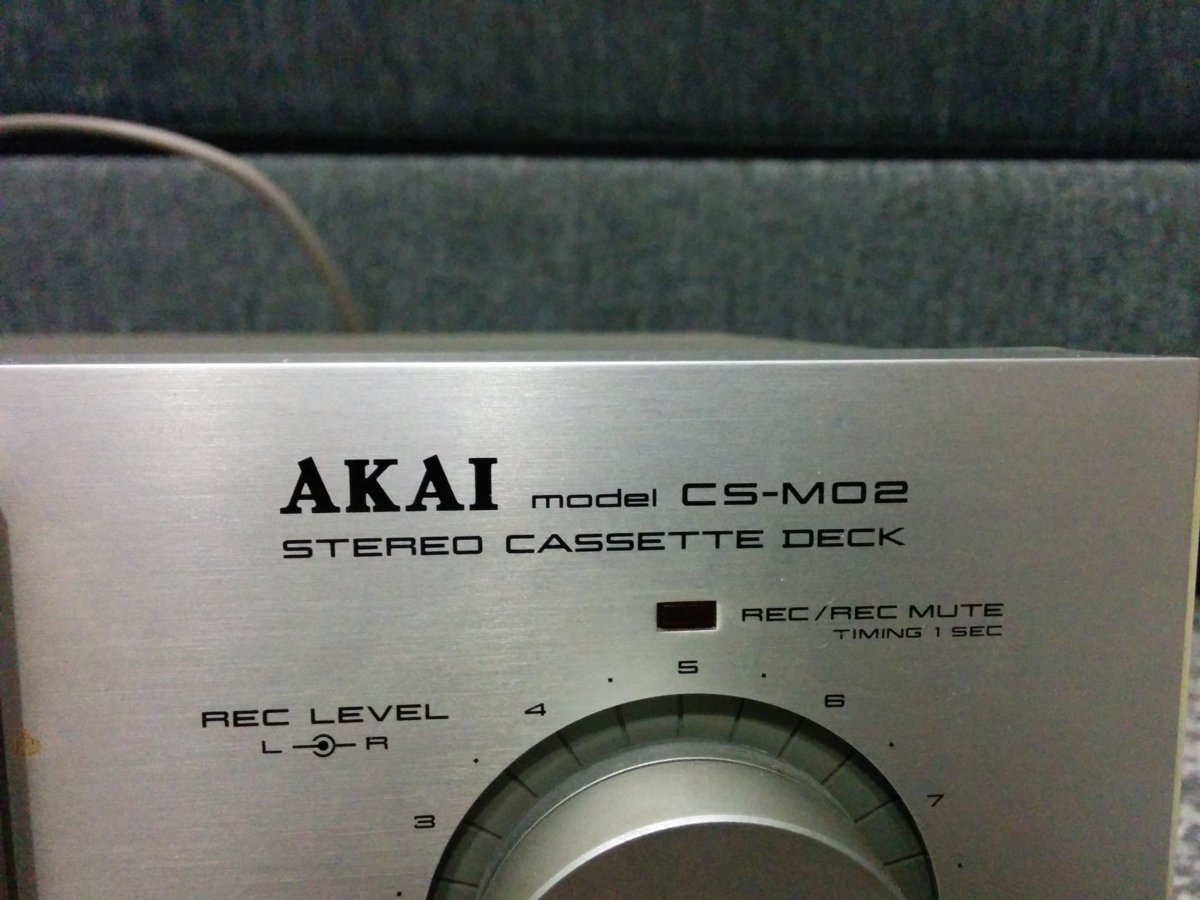 AKAI model CS-M02
STEREO CASSETTE DECK
REC/REC MUTE
TIMING 1 SEC
REC LEVEL
L R
3
4
5
6
7